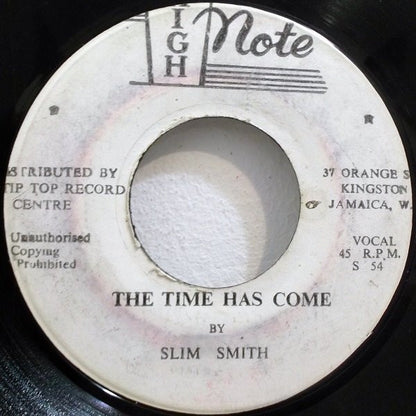 IGH Note
STRIBUTED BY
TIP TOP RECORD
CENTRE
37 ORANGE S
KINGSTON
JAMAICA, W.
Unauthorised
Copying
Prohibited
VOCAL
45 R.P.M.
S 54
THE TIME HAS COME
BY
SLIM SMITH